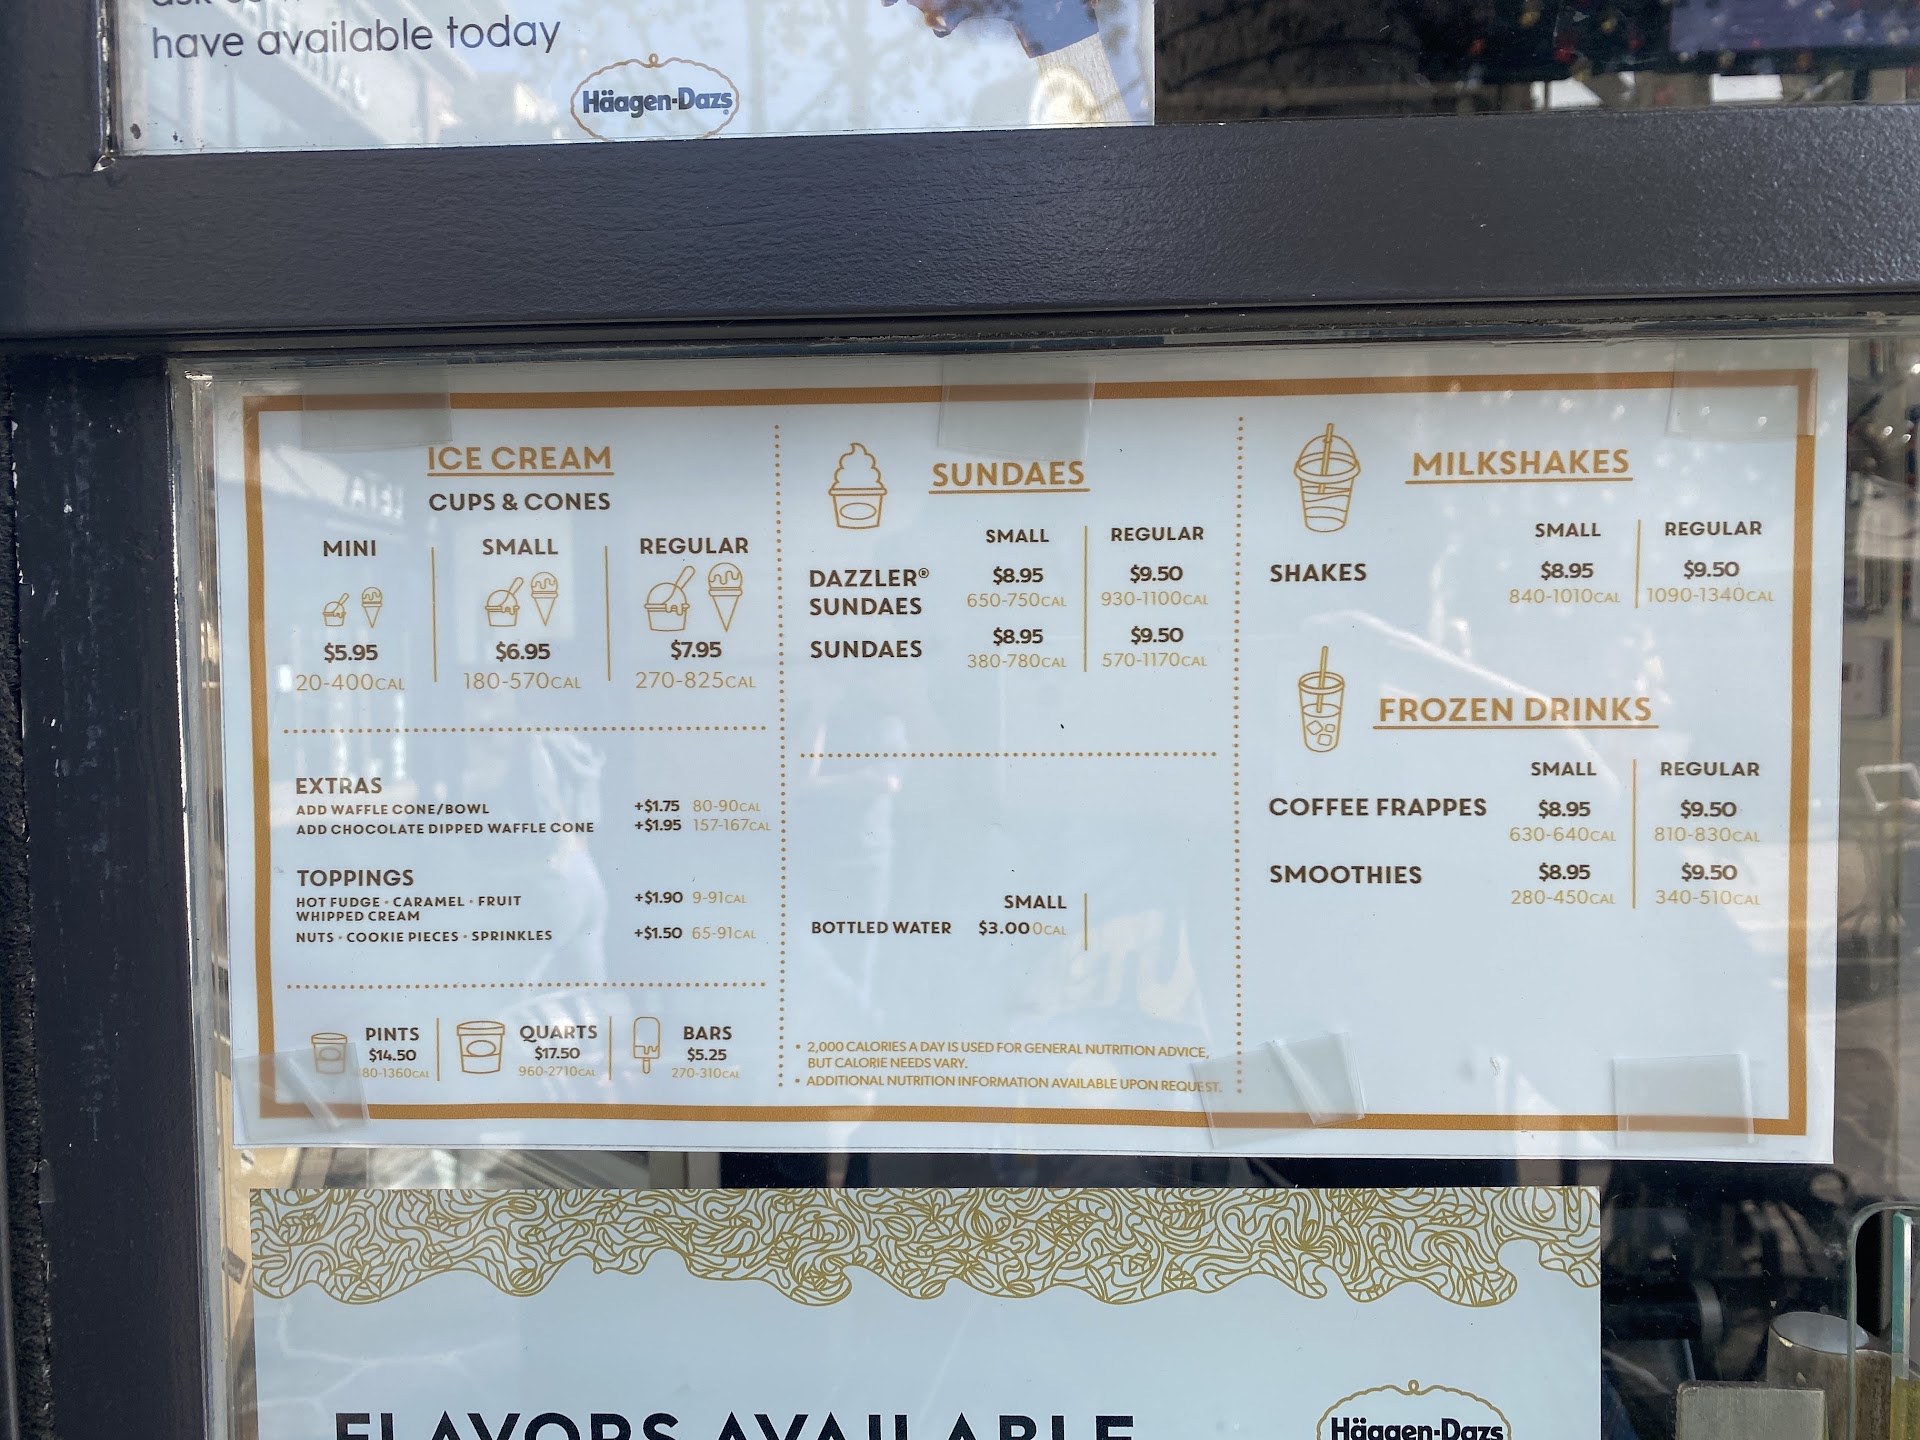 have available today
Häagen-Dazs
ICE CREAM
CUPS & CONES
MINI SMALL REGULAR
$5.95 $6.95 $7.95
20-400CAL 180-570CAL 270-825CAL
EXTRAS
ADD WAFFLE CONE/BOWL +$1.75 80-90CAL
ADD CHOCOLATE DIPPED WAFFLE CONE +$1.95 157-167CAL
TOPPINGS
HOT FUDGE • CARAMEL • FRUIT +$1.90 9-91CAL
WHIPPED CREAM
NUTS • COOKIE PIECES • SPRINKLES +$1.50 65-91CAL
PINTS QUARTS BARS
$14.50 $17.50 $5.25
80-1360CAL 960-2710CAL 270-310CAL
SUNDAES
SMALL REGULAR
DAZZLER® $8.95 $9.50
SUNDAES 650-750CAL 930-1100CAL
SUNDAES $8.95 $9.50
380-780CAL 570-1170CAL
SMALL
BOTTLED WATER $3.00 0CAL
• 2,000 CALORIES A DAY IS USED FOR GENERAL NUTRITION ADVICE,
BUT CALORIE NEEDS VARY.
• ADDITIONAL NUTRITION INFORMATION AVAILABLE UPON REQUEST.
MILKSHAKES
SMALL REGULAR
SHAKES $8.95 $9.50
840-1010CAL 1090-1340CAL
FROZEN DRINKS
SMALL REGULAR
COFFEE FRAPPES $8.95 $9.50
630-640CAL 810-830CAL
SMOOTHIES $8.95 $9.50
280-450CAL 340-510CAL
FLAVORS AVAILABLE
Häagen-Dazs